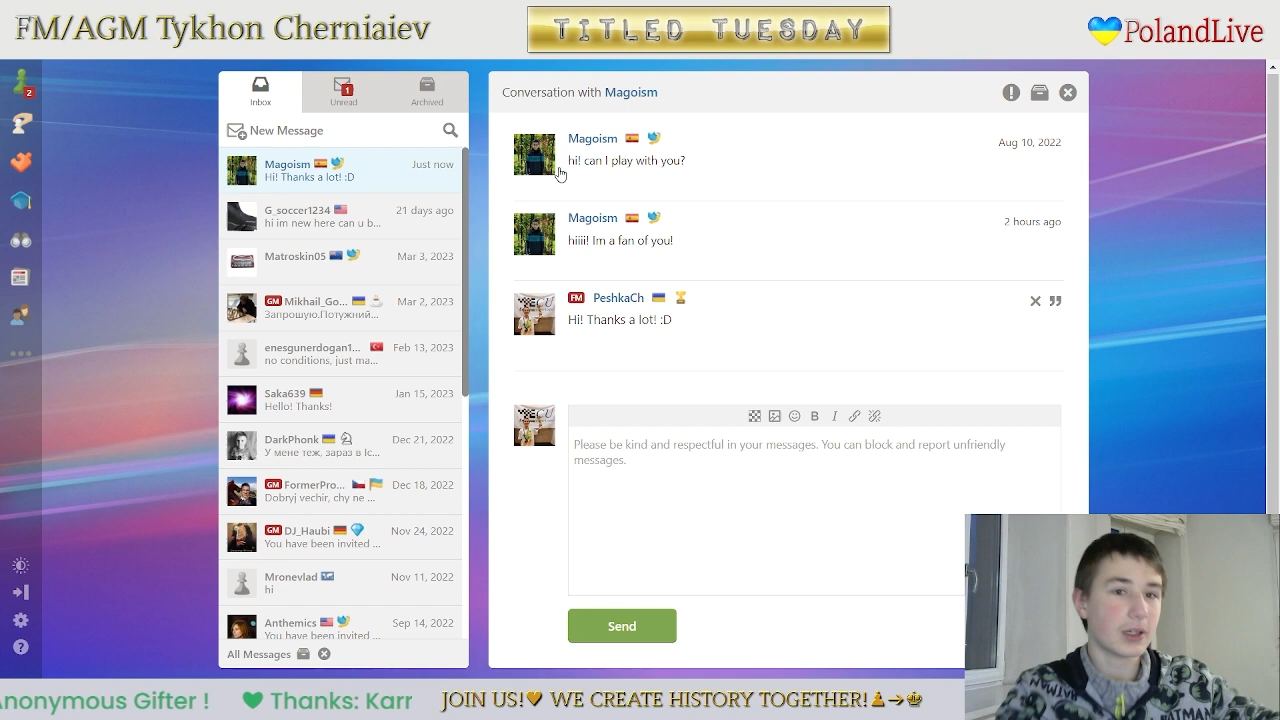 FM/AGM Tykhon Cherniaiev
TITLED TUESDAY
PolandLive
2
Inbox
1
Unread
Archived
New Message
Magoism
Just now
Hi! Thanks a lot! :D
G_soccer1234
21 days ago
hi im new here can u b...
Matroskin05
Mar 3, 2023
GM Mikhail_Go...
Mar 2, 2023
Запрошую.Потужний...
enesgunerdogan1...
Feb 13, 2023
no conditions, just ma...
Saka639
Jan 15, 2023
Hello! Thanks!
DarkPhonk
Dec 21, 2022
У мене теж, зараз в Іс...
GM FormerPro...
Dec 18, 2022
Dobryj vechir, chy ne ...
GM DJ_Haubi
Nov 24, 2022
You have been invited ...
Mronevlad
Nov 11, 2022
hi
Anthemics
Sep 14, 2022
You have been invited ...
All Messages
Conversation with Magoism
Magoism
Aug 10, 2022
hi! can I play with you?
Magoism
2 hours ago
hiiii! Im a fan of you!
FM PeshkaCh
Hi! Thanks a lot! :D
B I
Please be kind and respectful in your messages. You can block and report unfriendly
messages.
Send
Anonymous Gifter ! Thanks: Karr
JOIN US! WE CREATE HISTORY TOGETHER!
BATMAN